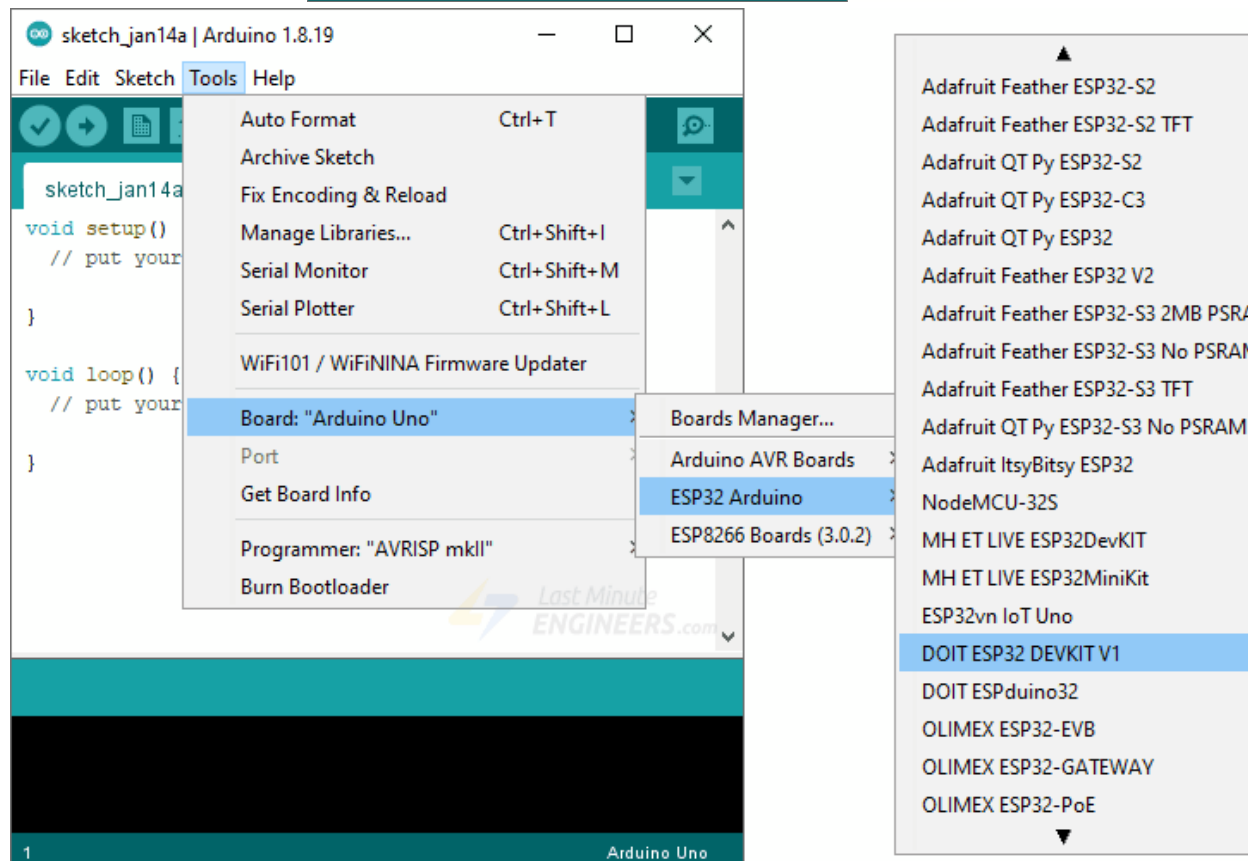 sketch_jan14a | Arduino 1.8.19
File Edit Sketch Tools Help
sketch_jan14a
void setup()
// put your
}
void loop() {
// put your
}
Auto Format Ctrl+T
Archive Sketch
Fix Encoding & Reload
Manage Libraries... Ctrl+Shift+I
Serial Monitor Ctrl+Shift+M
Serial Plotter Ctrl+Shift+L
WiFi101 / WiFiNINA Firmware Updater
Board: "Arduino Uno"
Port
Get Board Info
Programmer: "AVRISP mkII"
Burn Bootloader
Boards Manager...
Arduino AVR Boards
ESP32 Arduino
ESP8266 Boards (3.0.2)
Adafruit Feather ESP32-S2
Adafruit Feather ESP32-S2 TFT
Adafruit QT Py ESP32-S2
Adafruit QT Py ESP32-C3
Adafruit QT Py ESP32
Adafruit Feather ESP32 V2
Adafruit Feather ESP32-S3 2MB
Adafruit Feather ESP32-S3 No
Adafruit Feather ESP32-S3 TFT
Adafruit QT Py ESP32-S3 No PSRAM
Adafruit ItsyBitsy ESP32
NodeMCU-32S
MH ET LIVE ESP32DevKIT
MH ET LIVE ESP32MiniKit
ESP32vn IoT Uno
DOIT ESP32 DEVKIT V1
DOIT ESPduino32
OLIMEX ESP32-EVB
OLIMEX ESP32-GATEWAY
OLIMEX ESP32-PoE
Last Minute
ENGINEERS.com
1 Arduino Uno